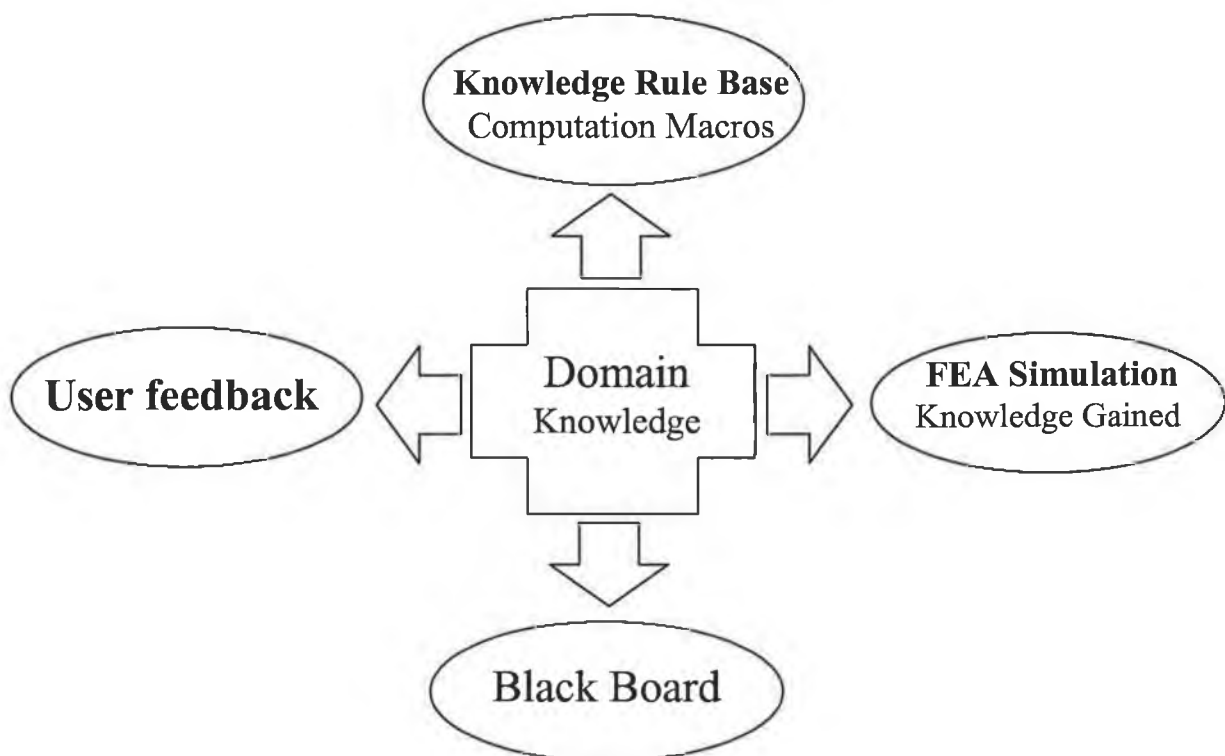 Knowledge Rule Base
Computation Macros
User feedback
Domain
Knowledge
FEA Simulation
Knowledge Gained
Black Board